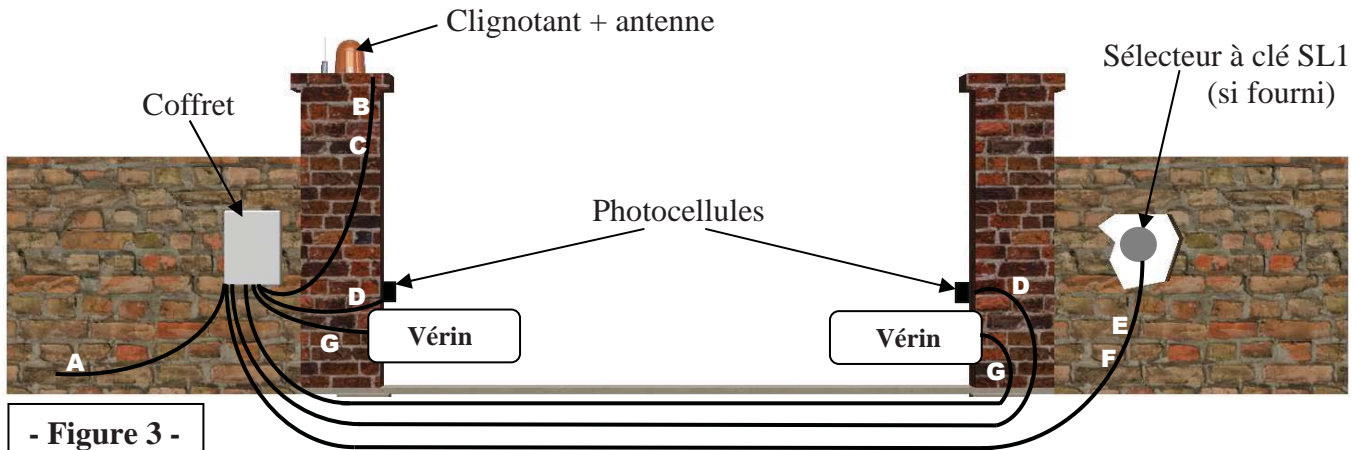 Clignotant + antenne
Sélecteur à clé SL1
(si fourni)
Coffret
B
C
Photocellules
D
D
Vérin
Vérin
G
G
E
F
A
- Figure 3 -